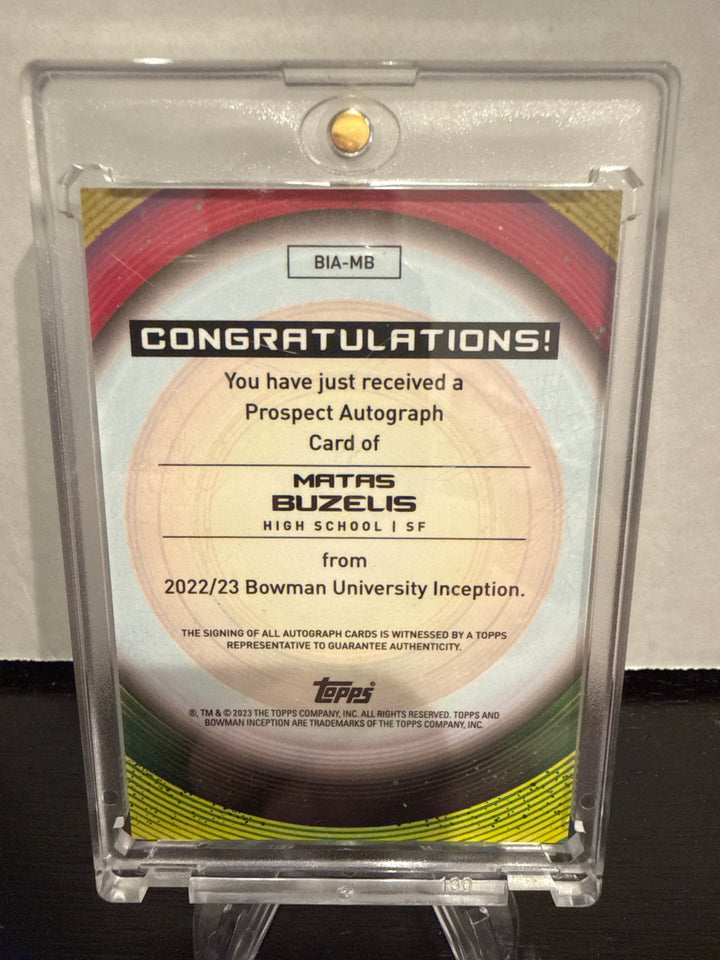 BIA-MB
CONGRATULATIONS!
You have just received a
Prospect Autograph
Card of
MATAS
BUZELIS
HIGH SCHOOL | SF
from
2022/23 Bowman University Inception.
THE SIGNING OF ALL AUTOGRAPH CARDS IS WITNESSED BY A TOPPS
REPRESENTATIVE TO GUARANTEE AUTHENTICITY.
Topps®
®, TM & © 2023 THE TOPPS COMPANY, INC. ALL RIGHTS RESERVED. TOPPS AND
BOWMAN INCEPTION ARE TRADEMARKS OF THE TOPPS COMPANY, INC.
130